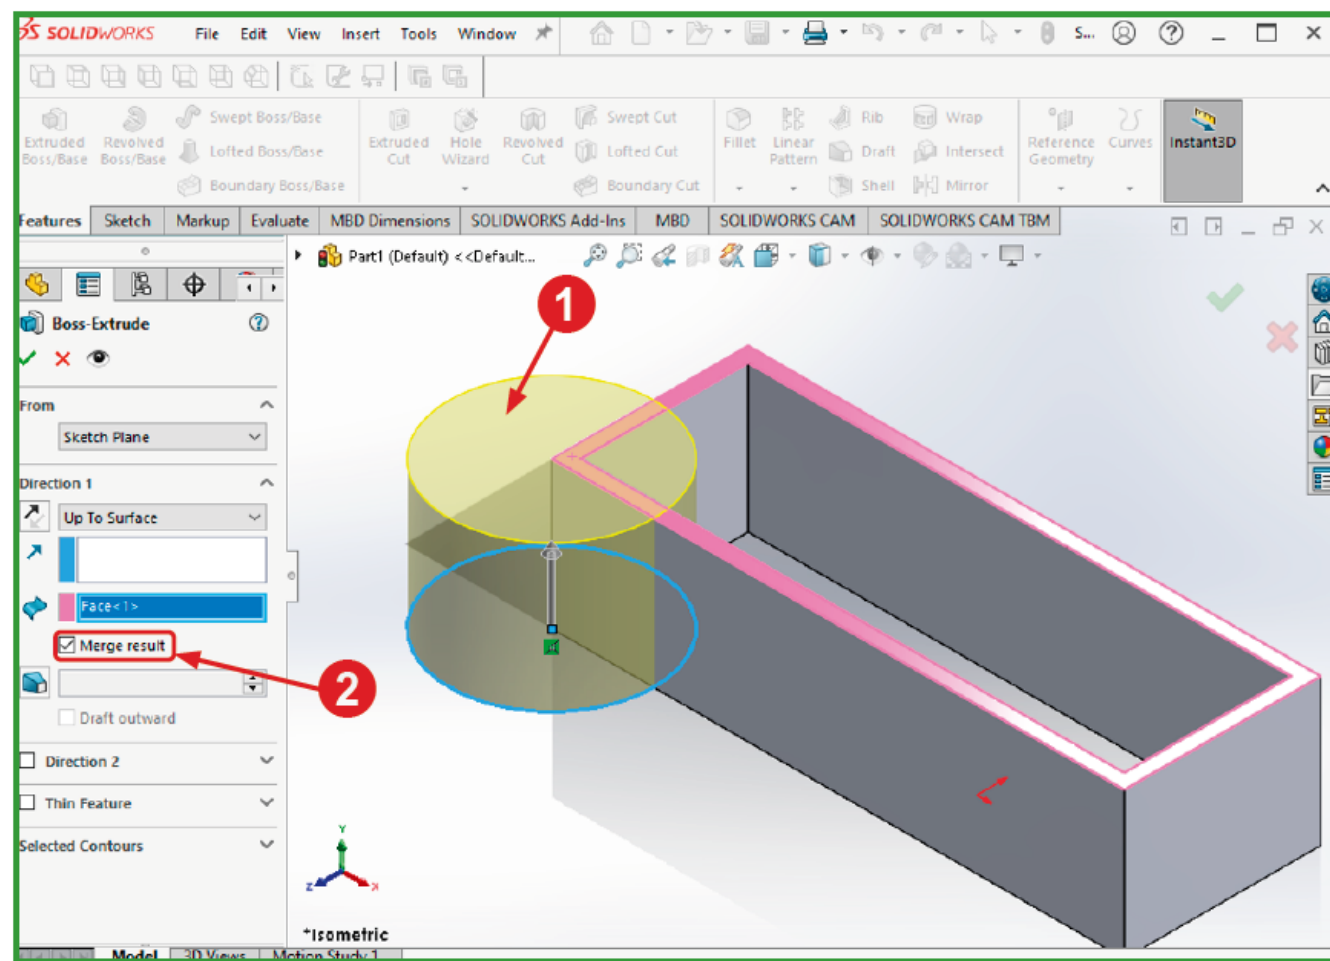 SOLIDWORKS File Edit View Insert Tools Window S...
Extruded Boss/Base
Revolved Boss/Base
Swept Boss/Base
Lofted Boss/Base
Boundary Boss/Base
Extruded Cut
Hole Wizard
Revolved Cut
Swept Cut
Lofted Cut
Boundary Cut
Fillet
Linear Pattern
Rib
Draft
Shell
Wrap
Intersect
Mirror
Reference Geometry
Curves
Instant3D
Features Sketch Markup Evaluate MBD Dimensions SOLIDWORKS Add-Ins MBD SOLIDWORKS CAM SOLIDWORKS CAM TBM
Part1 (Default) <<Default...
Boss-Extrude
From
Sketch Plane
Direction 1
Up To Surface
Face<1>
Merge result
Draft outward
Direction 2
Thin Feature
Selected Contours
1
2
Y
Z
X
*Isometric
Model 3D Views Motion Study 1